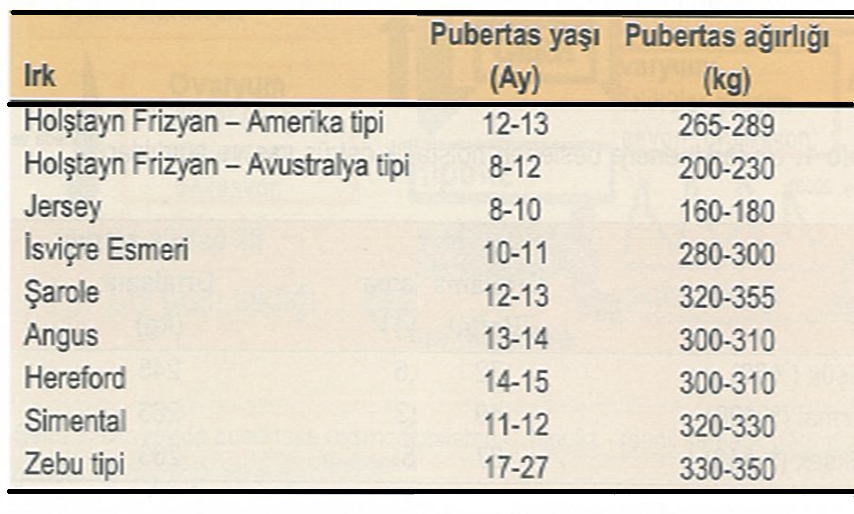 Irk Pubertas yaşı (Ay) Pubertas ağırlığı (kg)
Holştayn Frizyan – Amerika tipi 12-13 265-289
Holştayn Frizyan – Avustralya tipi 8-12 200-230
Jersey 8-10 160-180
İsviçre Esmeri 10-11 280-300
Şarole 12-13 320-355
Angus 13-14 300-310
Hereford 14-15 300-310
Simental 11-12 320-330
Zebu tipi 17-27 330-350